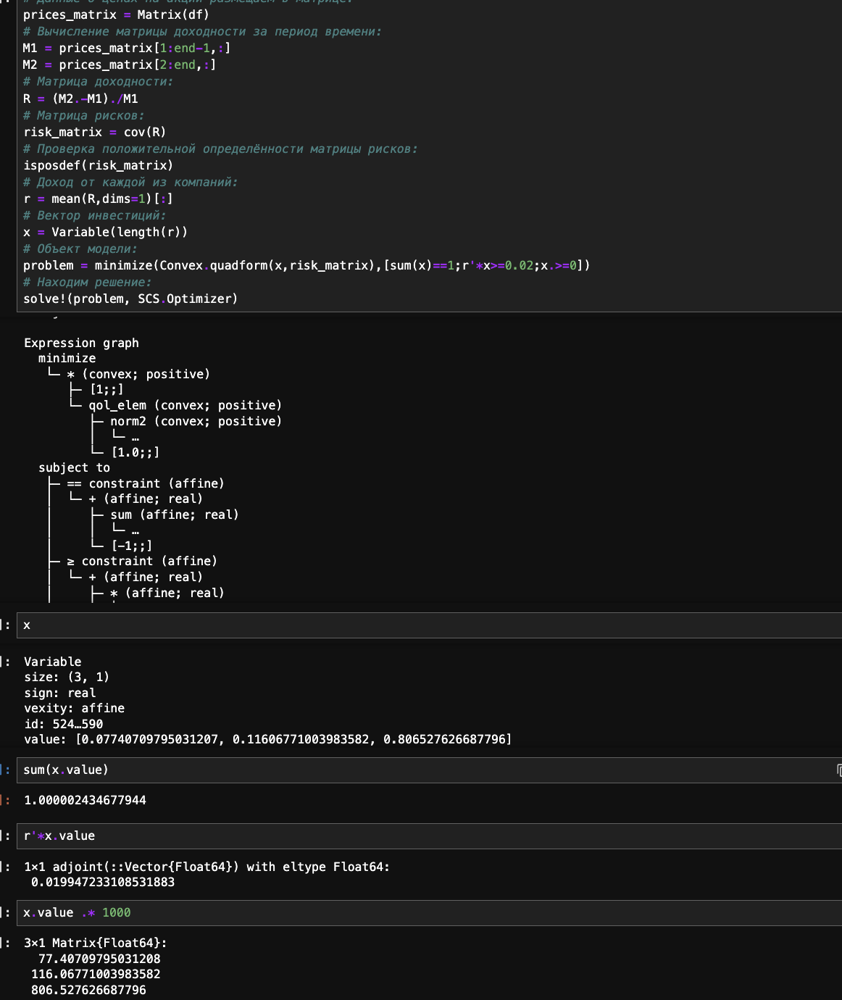 # Данные о ценах на акции размещаем в матрице:
prices_matrix = Matrix(df)
# Вычисление матрицы доходности за период времени:
M1 = prices_matrix[1:end-1,:]
M2 = prices_matrix[2:end,:]
# Матрица доходности:
R = (M2.-M1)./M1
# Матрица рисков:
risk_matrix = cov(R)
# Проверка положительной определённости матрицы рисков:
isposdef(risk_matrix)
# Доход от каждой из компаний:
r = mean(R,dims=1)[:]
# Вектор инвестиций:
x = Variable(length(r))
# Объект модели:
problem = minimize(Convex.quadform(x,risk_matrix),[sum(x)==1;r'*x>=0.02;x.>=0])
# Находим решение:
solve!(problem, SCS.Optimizer)
Expression graph
minimize
└─ * (convex; positive)
├─ [1;;]
└─ qol_elem (convex; positive)
├─ norm2 (convex; positive)
│ └─ …
└─ [1.0;;]
subject to
├─ == constraint (affine)
│ └─ + (affine; real)
│ ├─ sum (affine; real)
│ │ └─ …
│ └─ [-1;;]
├─ ≥ constraint (affine)
│ └─ + (affine; real)
│ ├─ * (affine; real)
]: x
]: Variable
size: (3, 1)
sign: real
vexity: affine
id: 524…590
value: [0.07740709795031207, 0.11606771003983582, 0.806527626687796]
]: sum(x.value)
]: 1.000002434677944
]: r'*x.value
]: 1×1 adjoint(::Vector{Float64}) with eltype Float64:
0.019947233108531883
]: x.value .* 1000
]: 3×1 Matrix{Float64}:
77.40709795031208
116.06771003983582
806.527626687796